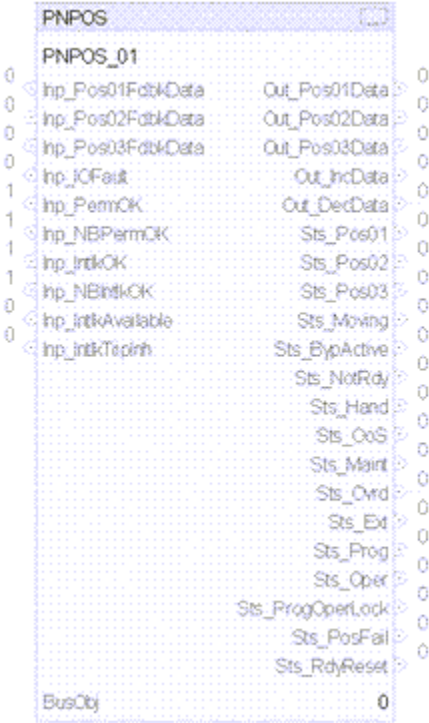 PNPOS
PNPOS_01
0 Inp_Pos01FdbkData Out_Pos01Data 0
0 Inp_Pos02FdbkData Out_Pos02Data 0
0 Inp_Pos03FdbkData Out_Pos03Data 0
0 Inp_IOFault Out_IncData 0
1 Inp_PermOK Out_DecData 0
1 Inp_NBPermOK Sts_Pos01 0
1 Inp_IntlkOK Sts_Pos02 0
1 Inp_NBIntlkOK Sts_Pos03 0
0 Inp_IntlkAvailable Sts_Moving 0
0 Inp_IntlkTripInh Sts_BypActive 0
Sts_NotRdy 0
Sts_Hand 0
Sts_OoS 0
Sts_Maint 0
Sts_Ovrd 0
Sts_Ext 0
Sts_Prog 0
Sts_Oper 0
Sts_ProgOperLock 0
Sts_PosFail 0
Sts_RdyReset 0
BusObj 0